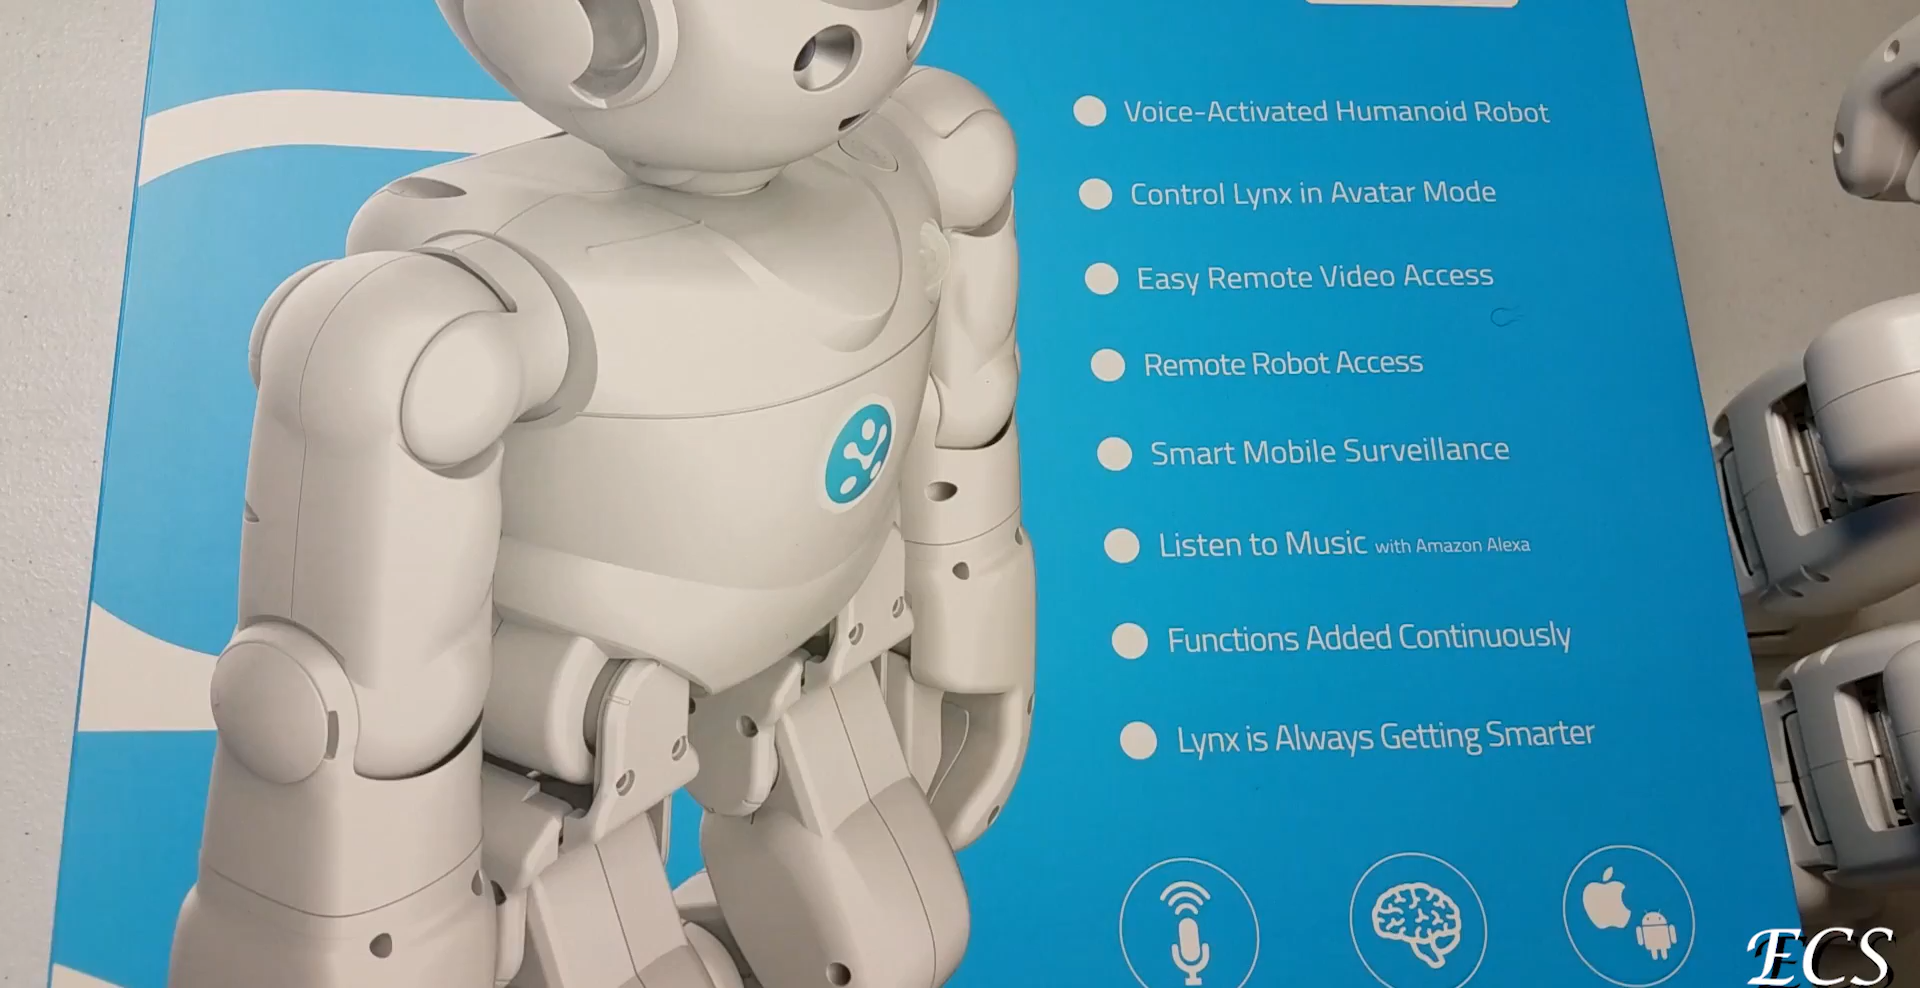 Voice-Activated Humanoid Robot
Control Lynx in Avatar Mode
Easy Remote Video Access
Remote Robot Access
Smart Mobile Surveillance
Listen to Music with Amazon Alexa
Functions Added Continuously
Lynx is Always Getting Smarter
ECS